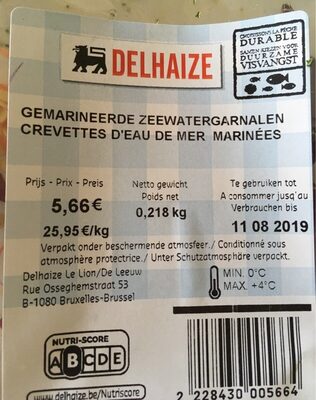 DELHAIZE
CHOISISSONS LA PÊCHE
DURABLE
SAMEN KIEZEN VOOR
DUURZAME
VISVANGST
GEMARINEERDE ZEEWATERGARNALEN
CREVETTES D'EAU DE MER MARINÉES
Prijs - Prix - Preis
5,66€
25,95€/kg
Netto gewicht
Poids net
0,218 kg
Te gebruiken tot
A consommer jusq'au
Verbrauchen bis
11 08 2019
Verpakt onder beschermende atmosfeer./ Conditionné sous
atmosphère protectrice./ Unter Schutzatmosphäre verpackt.
Delhaize Le Lion/De Leeuw
Rue Osseghemstraat 53
B-1080 Bruxelles-Brussel
MIN. 0°C
MAX. +4°C
NUTRI-SCORE
A B C D E
www.delhaize.be/Nutriscore
2 228430 005664